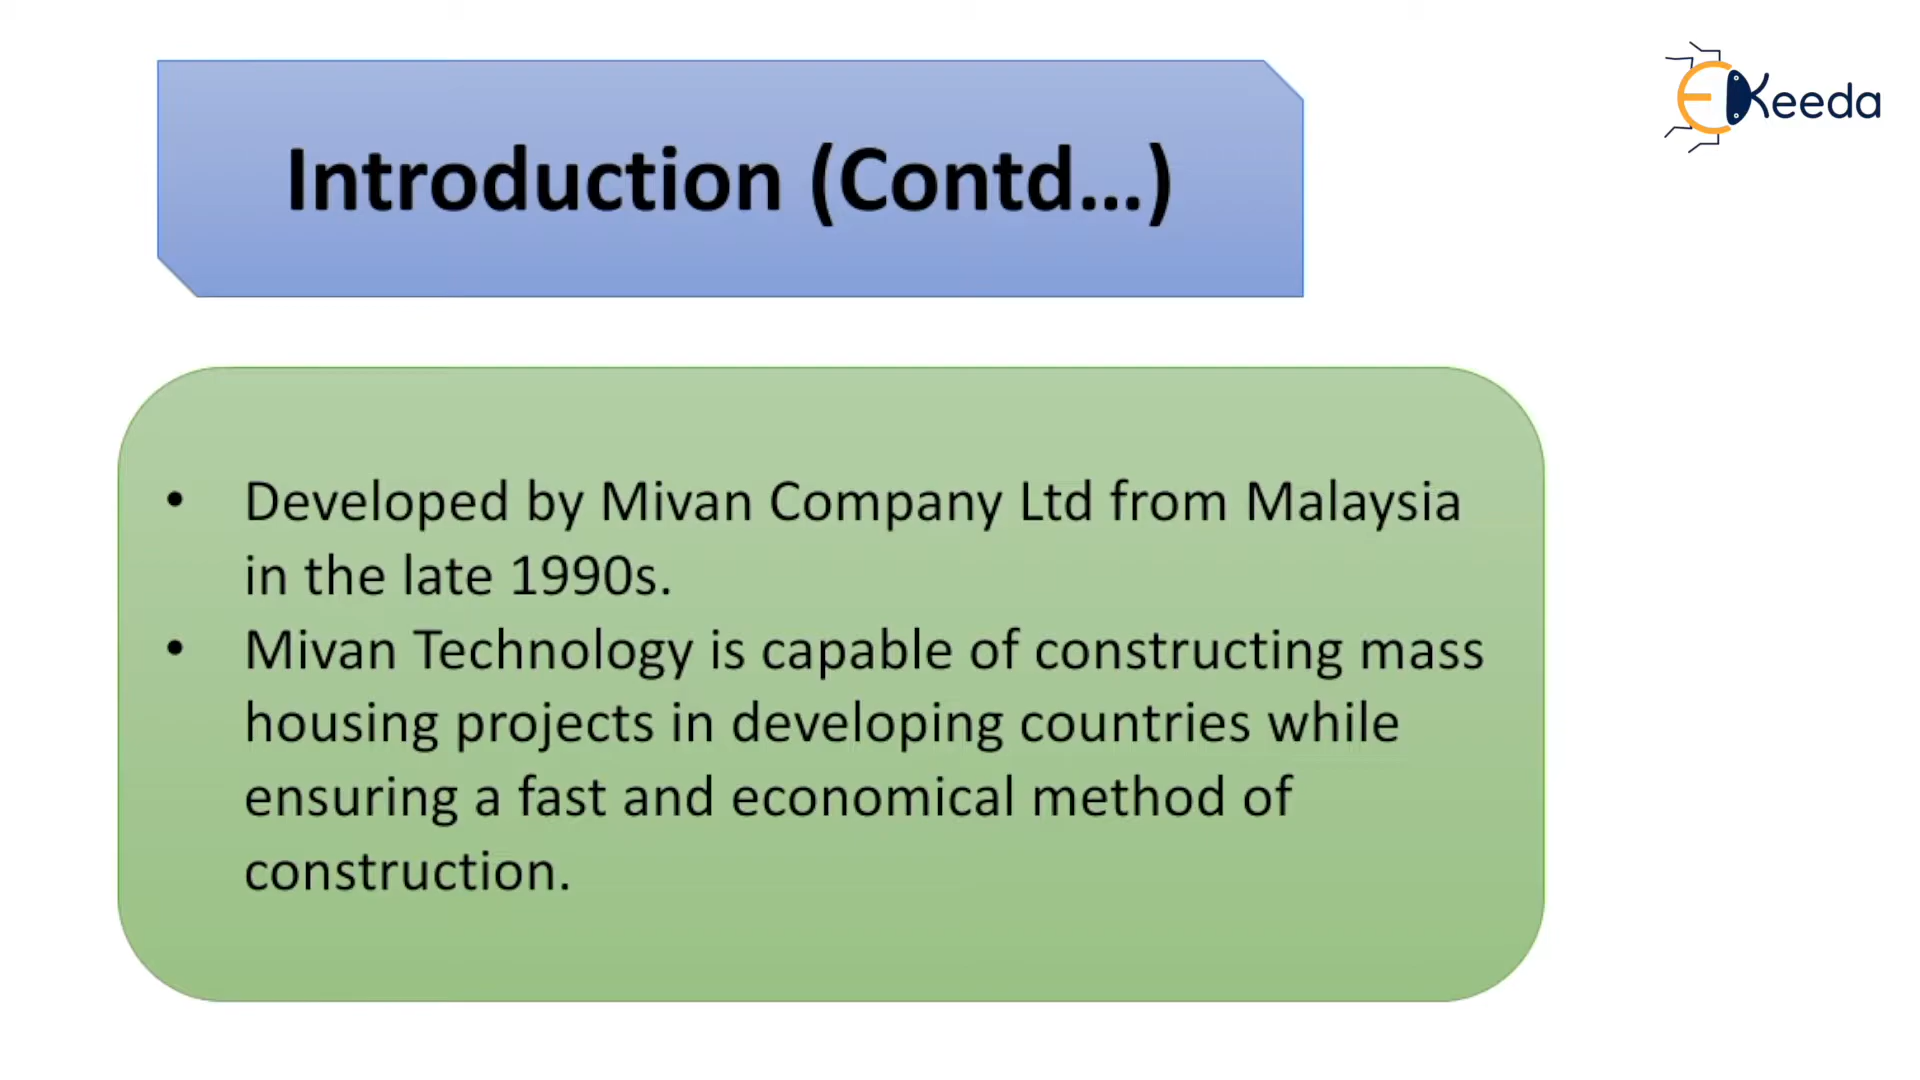 EKeeda
Introduction (Contd...)
• Developed by Mivan Company Ltd from Malaysia
in the late 1990s.
• Mivan Technology is capable of constructing mass
housing projects in developing countries while
ensuring a fast and economical method of
construction.